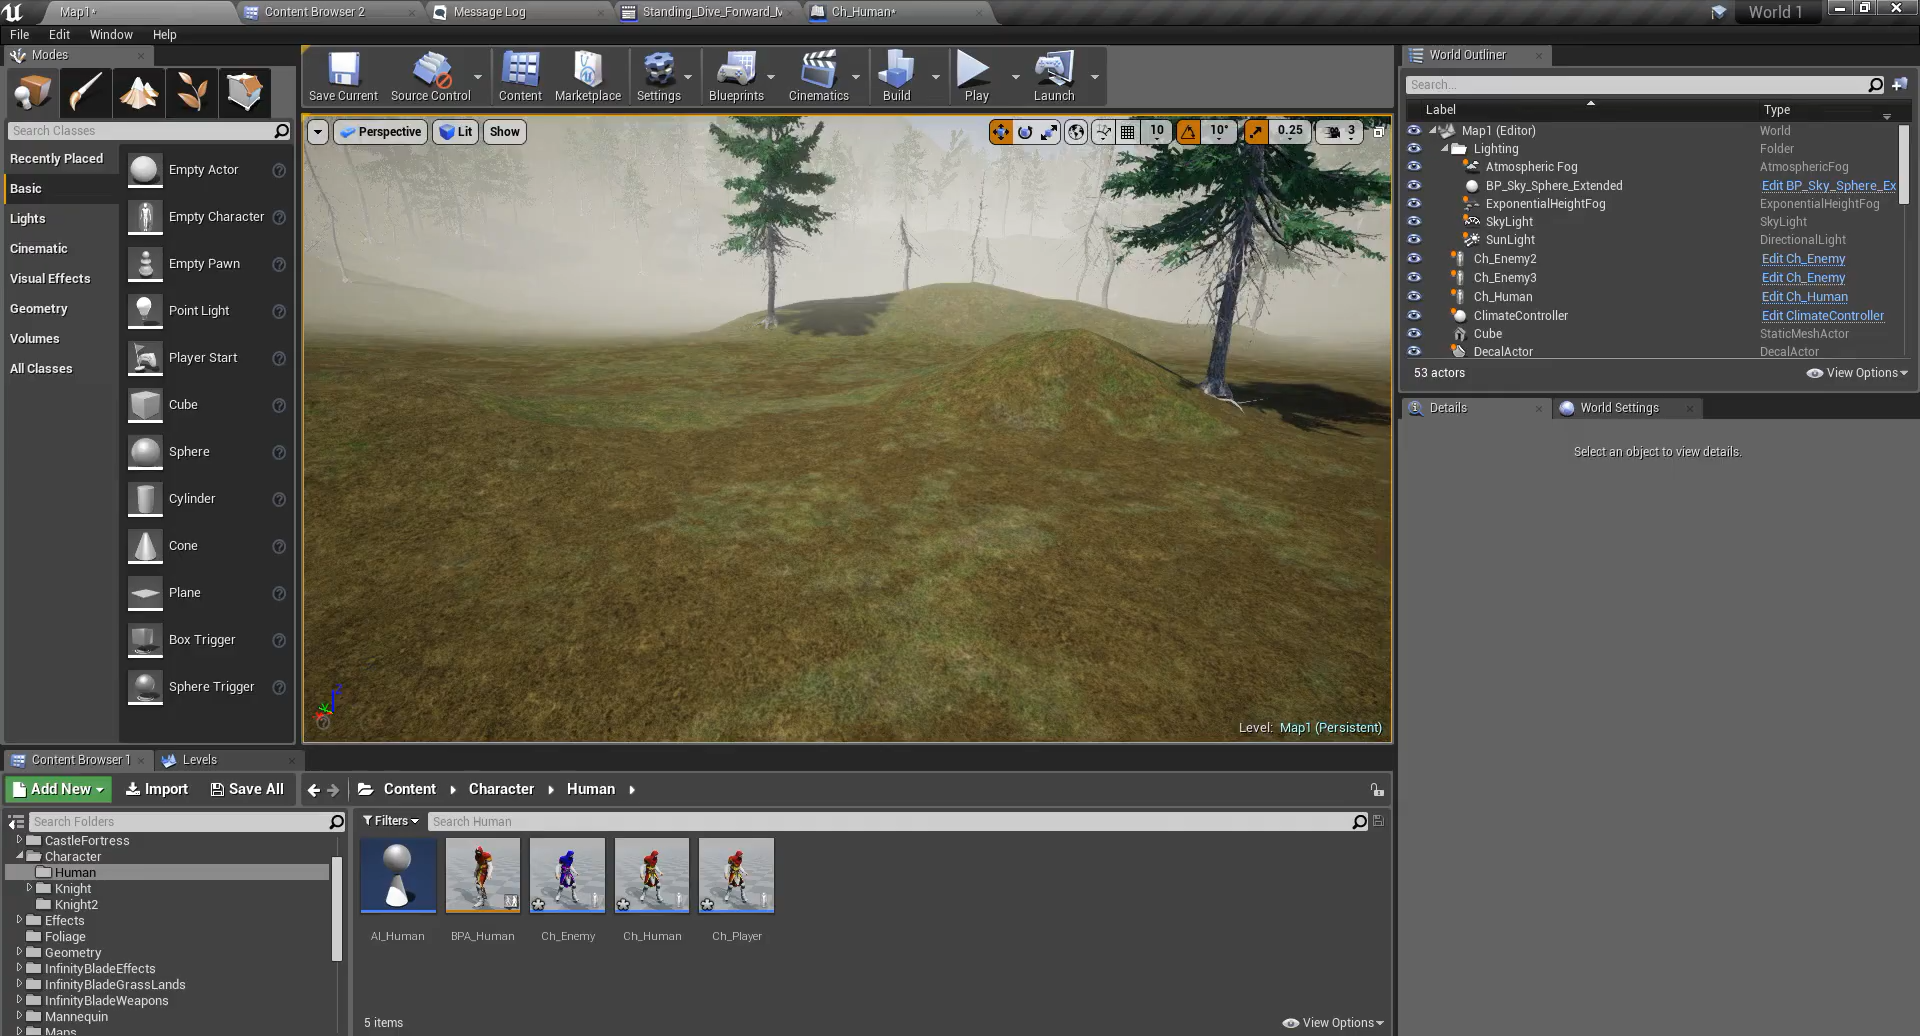 Map1*
Content Browser 2
Message Log
Standing_Dive_Forward_M
Ch_Human*
World 1
File Edit Window Help
Modes
Search Classes
Recently Placed
Basic
Lights
Cinematic
Visual Effects
Geometry
Volumes
All Classes
Empty Actor
Empty Character
Empty Pawn
Point Light
Player Start
Cube
Sphere
Cylinder
Cone
Plane
Box Trigger
Sphere Trigger
Save Current
Source Control
Content
Marketplace
Settings
Blueprints
Cinematics
Build
Play
Launch
Perspective
Lit
Show
10
10°
0.25
3
Level: Map1 (Persistent)
World Outliner
Search...
Label Type
Map1 (Editor) World
Lighting Folder
Atmospheric Fog AtmosphericFog
BP_Sky_Sphere_Extended Edit BP_Sky_Sphere_Ex
ExponentialHeightFog ExponentialHeightFog
SkyLight SkyLight
SunLight DirectionalLight
Ch_Enemy2 Edit Ch_Enemy
Ch_Enemy3 Edit Ch_Enemy
Ch_Human Edit Ch_Human
ClimateController Edit ClimateController
Cube StaticMeshActor
DecalActor DecalActor
53 actors
View Options
Details
World Settings
Select an object to view details.
Content Browser 1
Levels
Add New
Import
Save All
Content
Character
Human
Search Folders
CastleFortress
Character
Human
Knight
Knight2
Effects
Foliage
Geometry
InfinityBladeEffects
InfinityBladeGrassLands
InfinityBladeWeapons
Mannequin
Maps
Filters
Search Human
AI_Human
BPA_Human
Ch_Enemy
Ch_Human
Ch_Player
5 items
View Options